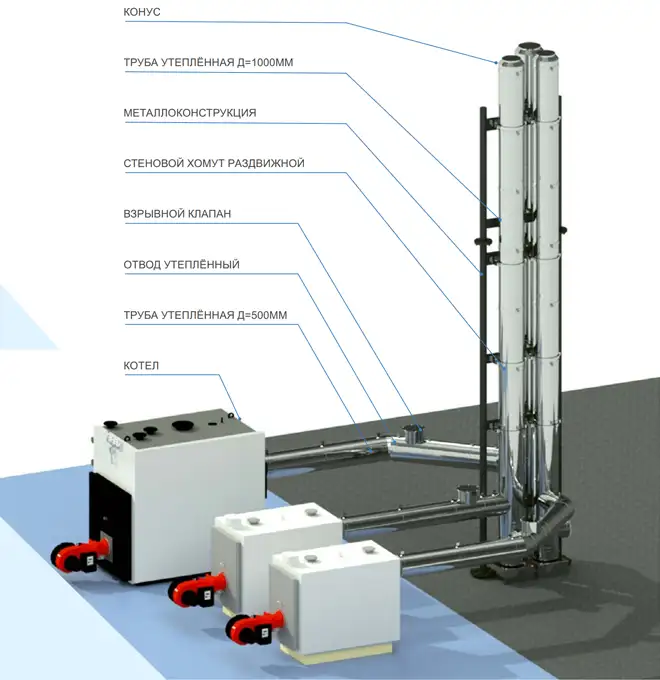 КОНУС
ТРУБА УТЕПЛЁННАЯ Д=1000ММ
МЕТАЛЛОКОНСТРУКЦИЯ
СТЕНОВОЙ ХОМУТ РАЗДВИЖНОЙ
ВЗРЫВНОЙ КЛАПАН
ОТВОД УТЕПЛЁННЫЙ
ТРУБА УТЕПЛЁННАЯ Д=500ММ
КОТЕЛ